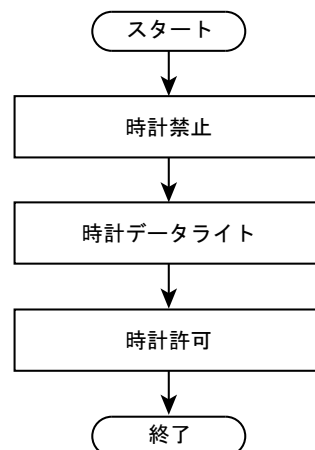 スタート
時計禁止
時計データライト
時計許可
終了